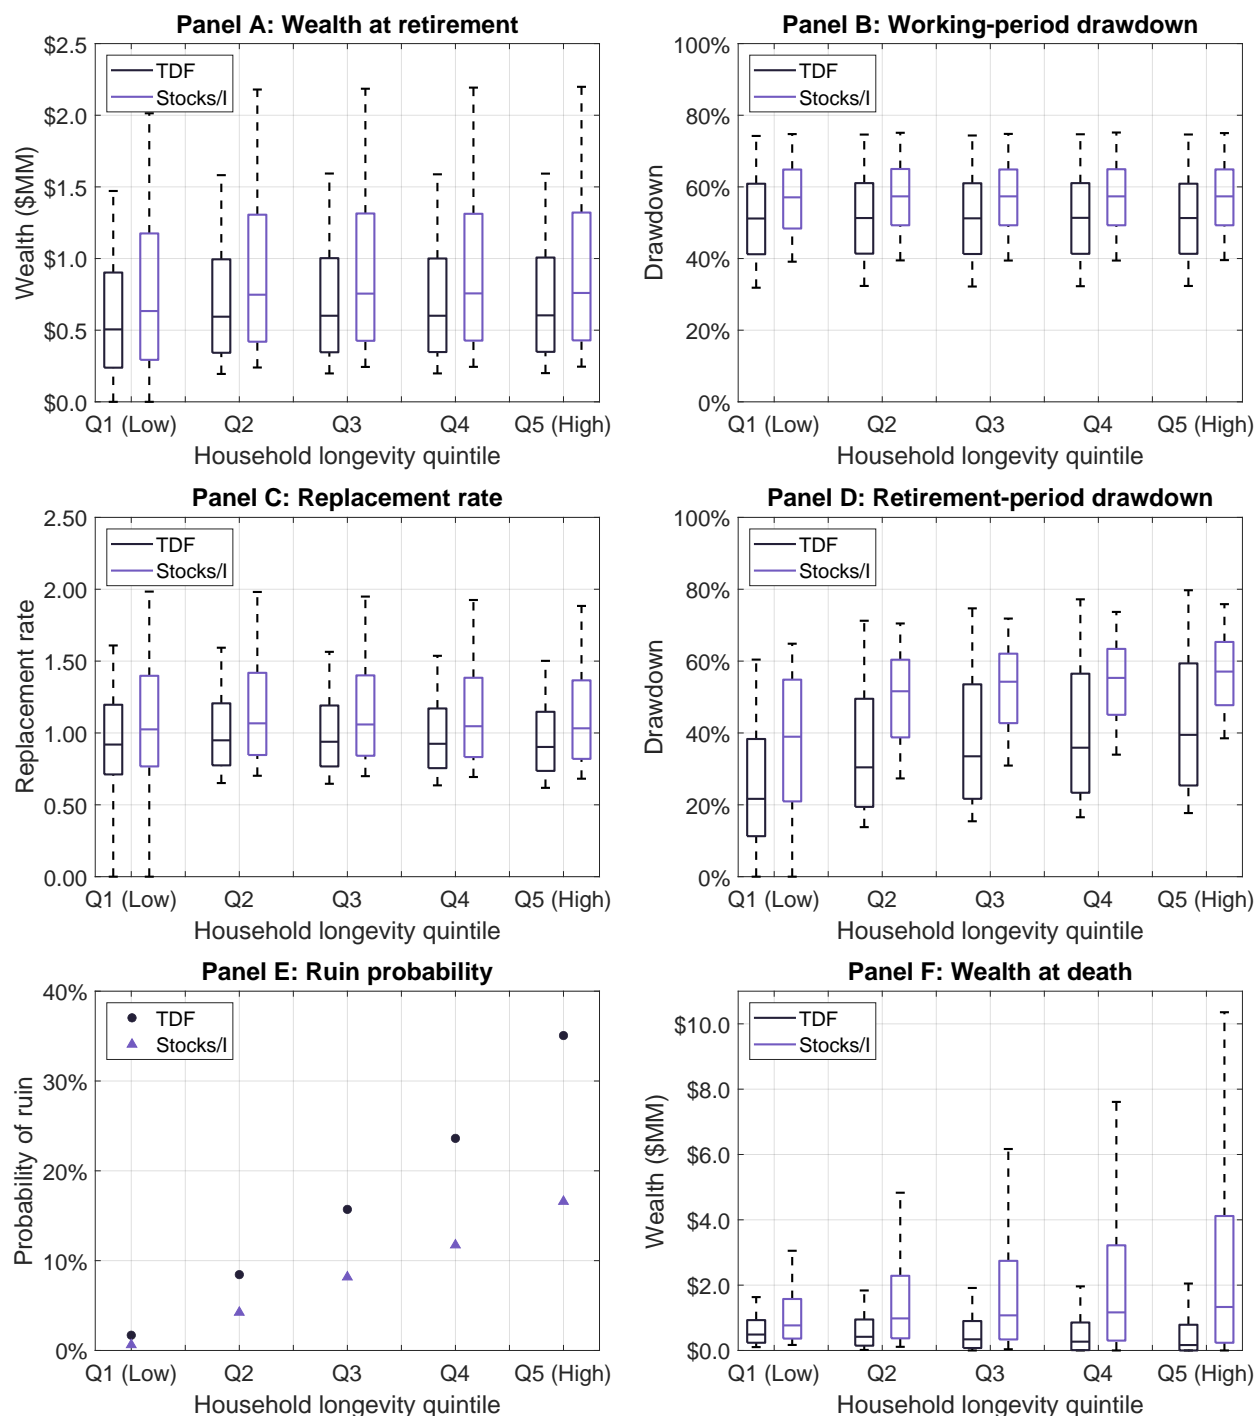 Panel A: Wealth at retirement
$2.5
$2.0
$1.5
$1.0
$0.5
$0.0
Wealth ($MM)
TDF
Stocks/I
Q1 (Low) Q2 Q3 Q4 Q5 (High)
Household longevity quintile
Panel B: Working-period drawdown
100%
80%
60%
40%
20%
0%
Drawdown
TDF
Stocks/I
Q1 (Low) Q2 Q3 Q4 Q5 (High)
Household longevity quintile
Panel C: Replacement rate
2.50
2.00
1.50
1.00
0.50
0.00
Replacement rate
TDF
Stocks/I
Q1 (Low) Q2 Q3 Q4 Q5 (High)
Household longevity quintile
Panel D: Retirement-period drawdown
100%
80%
60%
40%
20%
0%
Drawdown
TDF
Stocks/I
Q1 (Low) Q2 Q3 Q4 Q5 (High)
Household longevity quintile
Panel E: Ruin probability
40%
30%
20%
10%
0%
Probability of ruin
TDF
Stocks/I
Q1 (Low) Q2 Q3 Q4 Q5 (High)
Household longevity quintile
Panel F: Wealth at death
$10.0
$8.0
$6.0
$4.0
$2.0
$0.0
Wealth ($MM)
TDF
Stocks/I
Q1 (Low) Q2 Q3 Q4 Q5 (High)
Household longevity quintile